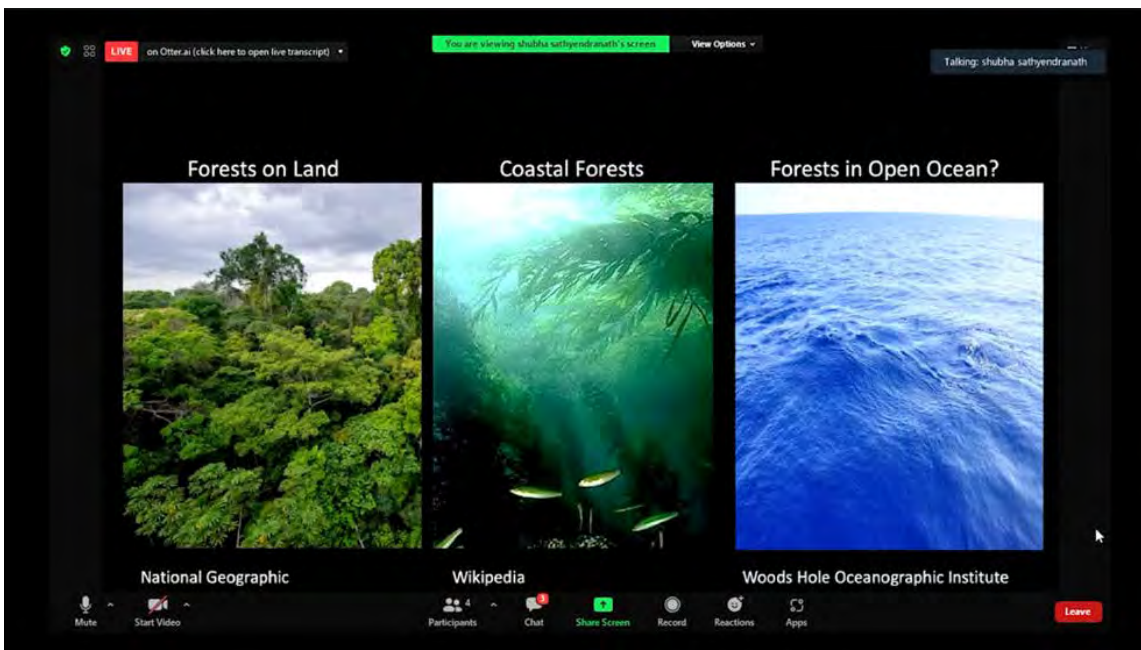 LIVE on Otter.ai (click here to open live transcript)
You are viewing shubha sathyendranath's screen View Options
Talking: shubha sathyendranath
Forests on Land Coastal Forests Forests in Open Ocean?
National Geographic Wikipedia Woods Hole Oceanographic Institute
4 3
Mute Start Video Participants Chat Share Screen Record Reactions Apps Leave